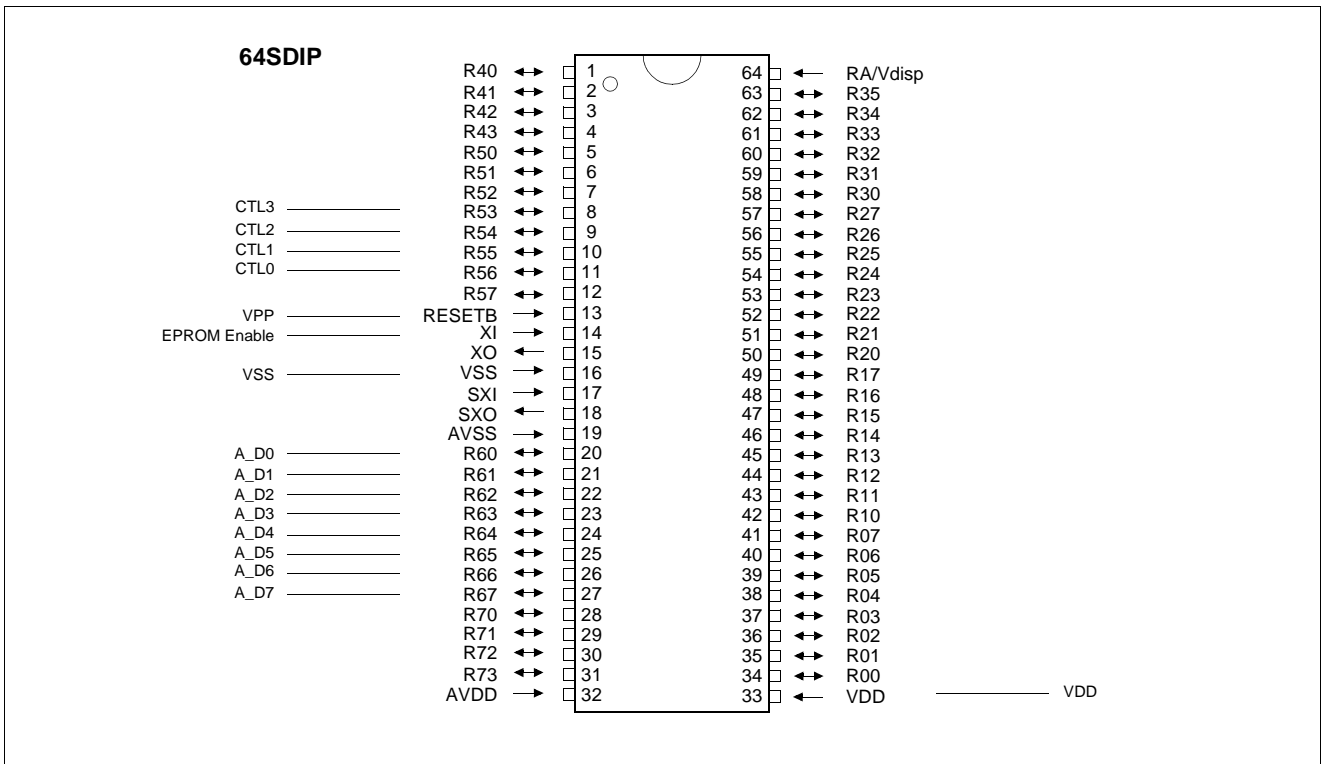 64SDIP
R40 1 64 RA/Vdisp
R41 2 63 R35
R42 3 62 R34
R43 4 61 R33
R50 5 60 R32
R51 6 59 R31
R52 7 58 R30
CTL3 R53 8 57 R27
CTL2 R54 9 56 R26
CTL1 R55 10 55 R25
CTL0 R56 11 54 R24
R57 12 53 R23
VPP RESETB 13 52 R22
EPROM Enable XI 14 51 R21
XO 15 50 R20
VSS VSS 16 49 R17
SXI 17 48 R16
SXO 18 47 R15
AVSS 19 46 R14
A_D0 R60 20 45 R13
A_D1 R61 21 44 R12
A_D2 R62 22 43 R11
A_D3 R63 23 42 R10
A_D4 R64 24 41 R07
A_D5 R65 25 40 R06
A_D6 R66 26 39 R05
A_D7 R67 27 38 R04
R70 28 37 R03
R71 29 36 R02
R72 30 35 R01
R73 31 34 R00
AVDD 32 33 VDD VDD